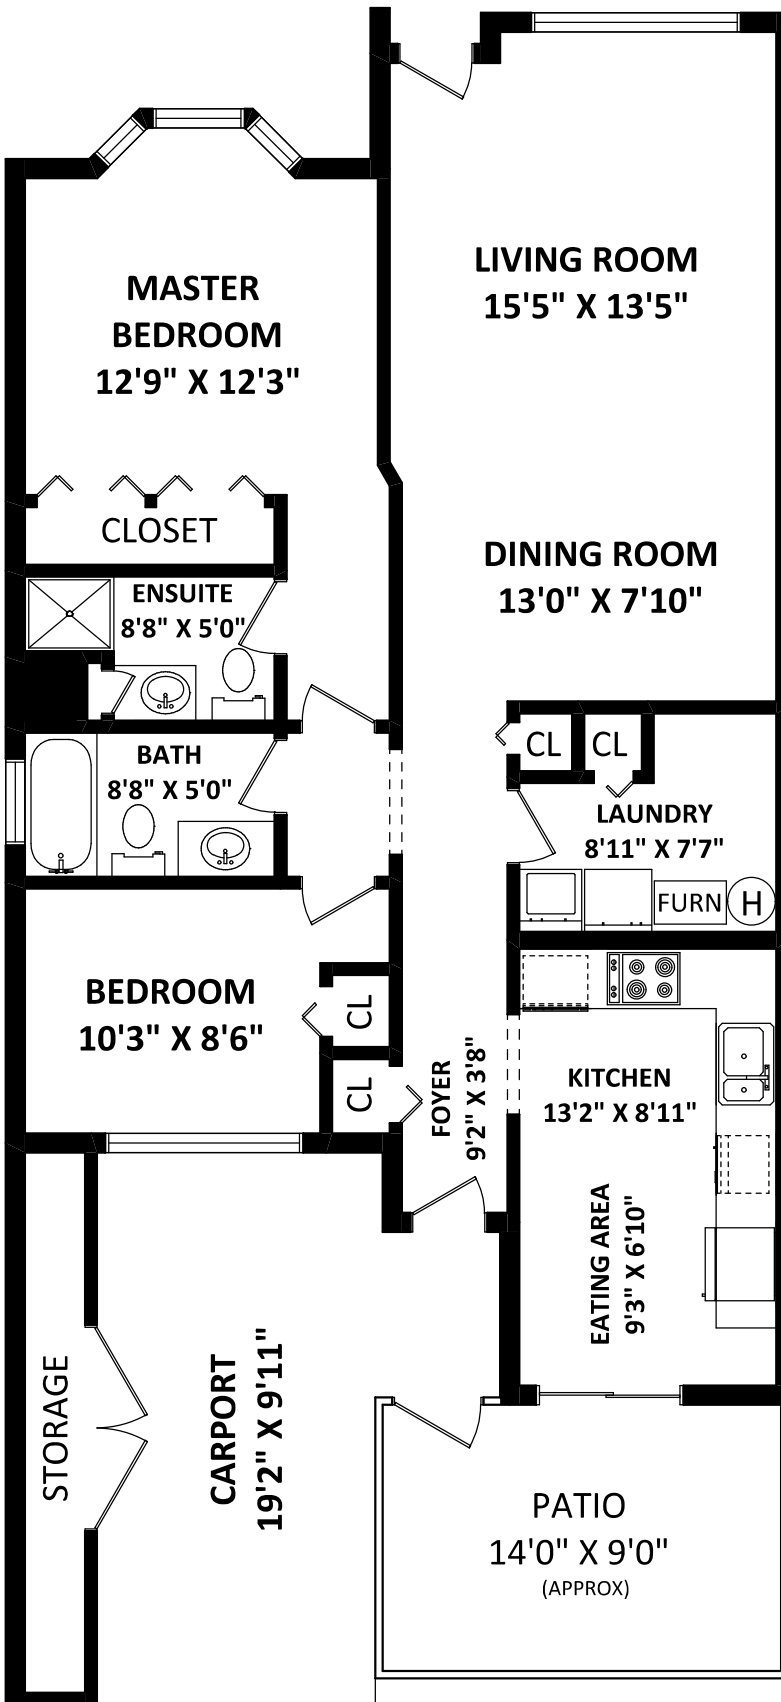 LIVING ROOM
15'5" X 13'5"
MASTER
BEDROOM
12'9" X 12'3"
CLOSET
DINING ROOM
13'0" X 7'10"
ENSUITE
8'8" X 5'0"
BATH
8'8" X 5'0"
CL
CL
LAUNDRY
8'11" X 7'7"
FURN
H
BEDROOM
10'3" X 8'6"
CL
CL
FOYER
9'2" X 3'8"
KITCHEN
13'2" X 8'11"
EATING AREA
9'3" X 6'10"
STORAGE
CARPORT
19'2" X 9'11"
PATIO
14'0" X 9'0"
(APPROX)